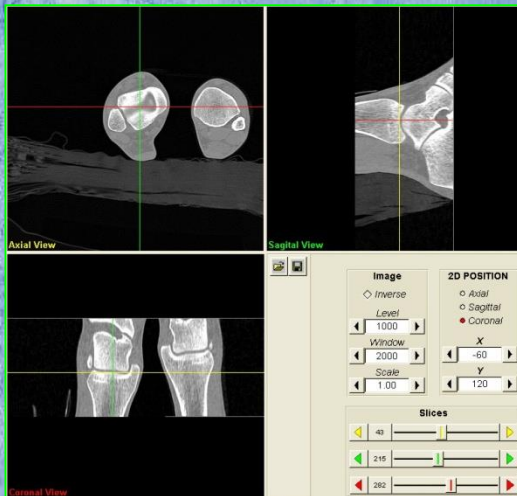 Axial View
Sagital View
Coronal View
Image
Inverse
Level
1000
Window
2000
Scale
1.00
2D POSITION
Axial
Sagittal
Coronal
X
-60
Y
120
Slices
43
215
282